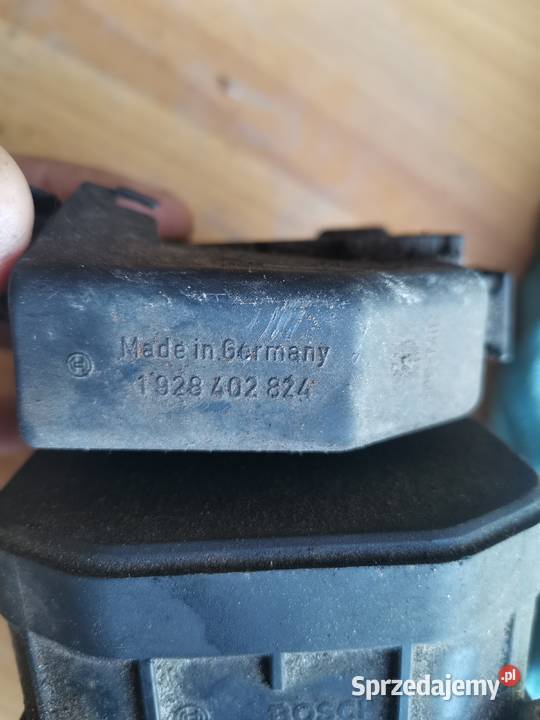 Made in Germany
1 928 402 824
BOSCH
Sprzedajemy.pl